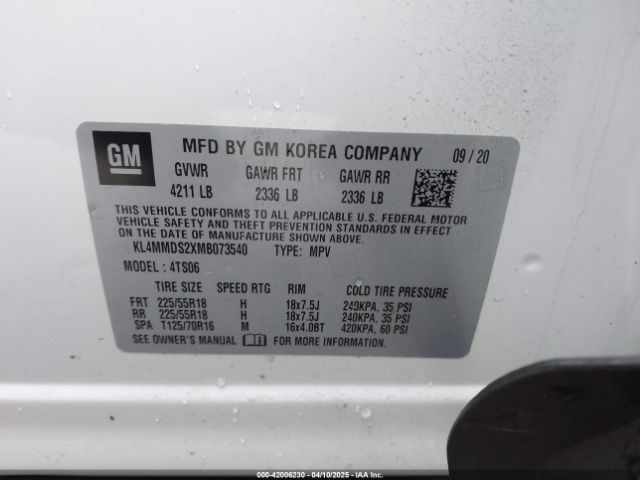 GM
MFD BY GM KOREA COMPANY 09/20
GVWR GAWR FRT GAWR RR
4211 LB 2336 LB 2336 LB
THIS VEHICLE CONFORMS TO ALL APPLICABLE U.S. FEDERAL MOTOR
VEHICLE SAFETY AND THEFT PREVENTION STANDARDS IN EFFECT
ON THE DATE OF MANUFACTURE SHOWN ABOVE.
KL4MMDS2XMB073540 TYPE: MPV
MODEL: 4TS06
TIRE SIZE SPEED RTG RIM COLD TIRE PRESSURE
FRT 225/55R18 H 18x7.5J 240KPA, 35 PSI
RR 225/55R18 H 18x7.5J 240KPA, 35 PSI
SPA T125/70R16 M 16x4.0BT 420KPA, 60 PSI
SEE OWNER'S MANUAL FOR MORE INFORMATION.
000-42006230 - 04/10/2025 - IAA Inc.